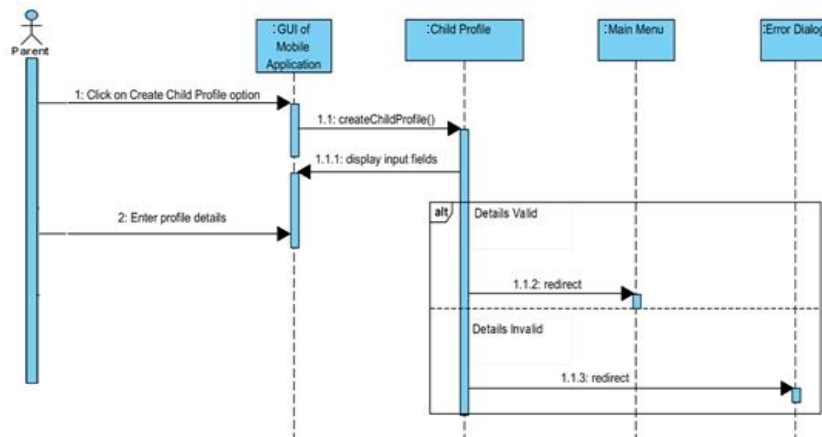 :GUI of
Mobile
Application
:Child Profile
:Main Menu
:Error Dialog
Parent
1: Click on Create Child Profile option
1.1: createChildProfile()
1.1.1: display input fields
alt
Details Valid
2: Enter profile details
1.1.2: redirect
Details Invalid
1.1.3: redirect